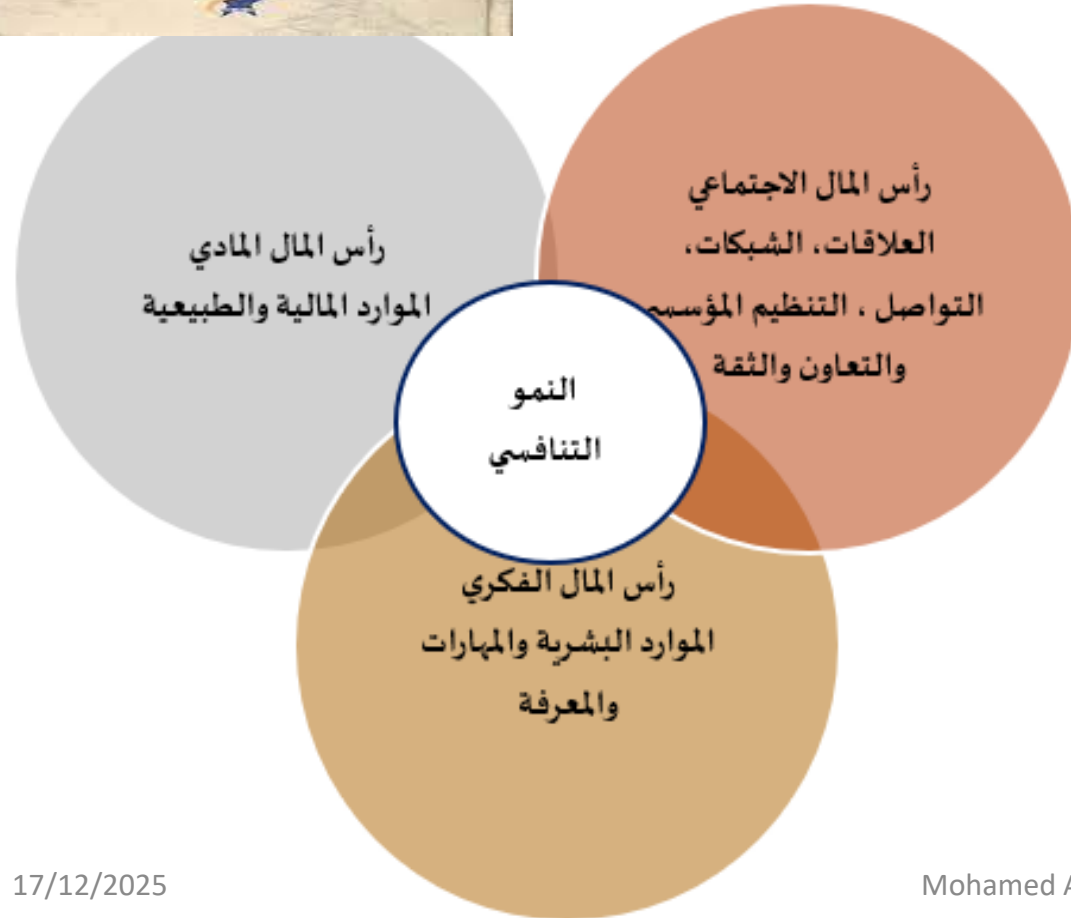 رأس المال الاجتماعي
العلاقات، الشبكات،
التواصل ، التنظيم
والتعاون والثقة
رأس المال المادي
الموارد المالية والطبيعية
النمو
التنافسي
رأس المال الفكري
الموارد البشرية والمهارات
والمعرفة
17/12/2025
Mohamed A